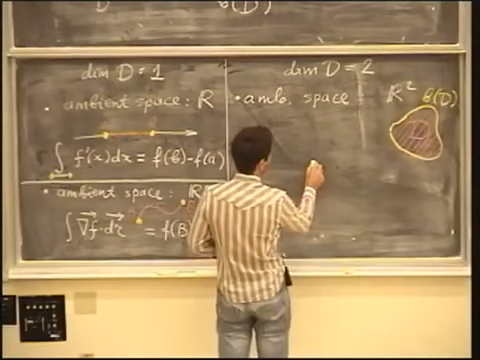 dim D = 1
• ambient space: ℝ
∫ f'(x)dx = f(b)-f(a)
• ambient space: ℝ
∫ ∇f·dr = f(B)
dim D = 2
• amb. space ℝ²
∂(D)